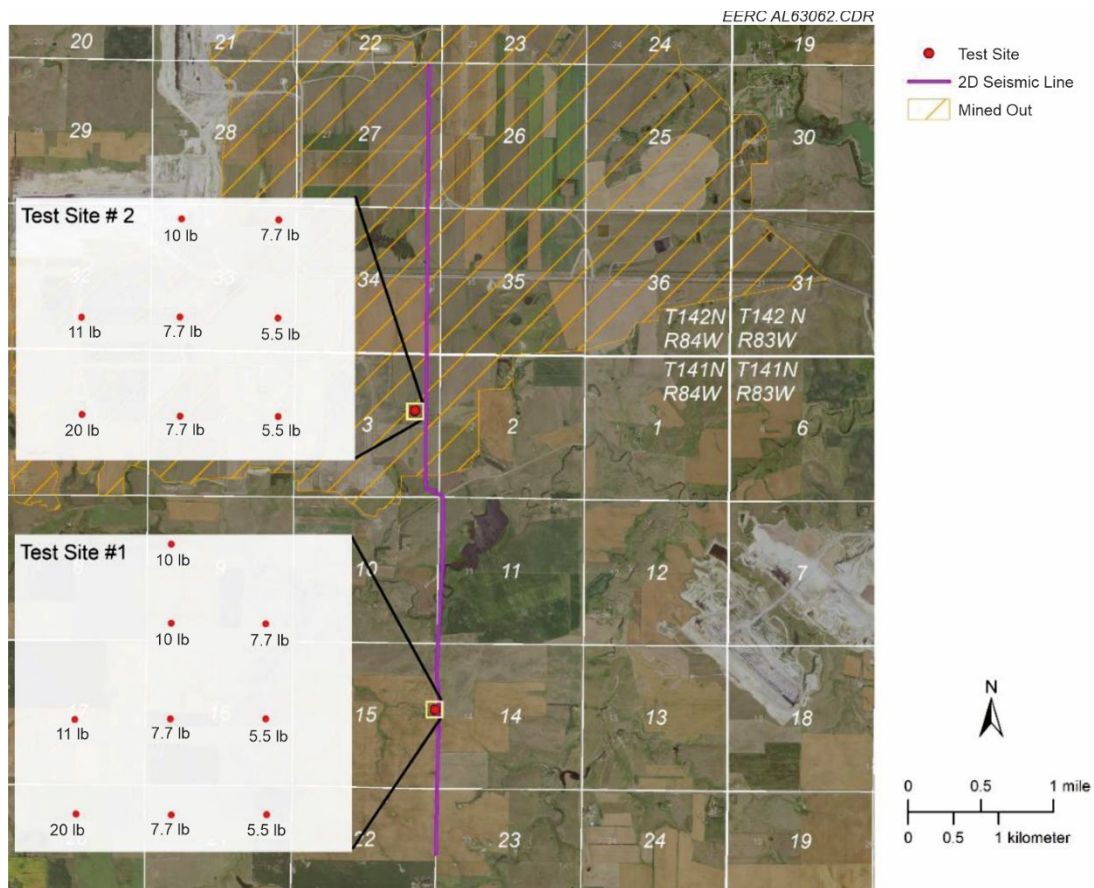 EERC AL63062.CDR
20 21 22 23 24 19
Test Site
2D Seismic Line
Mined Out
29 28 27 26 25 30
Test Site # 2
10 lb 7.7 lb
32 33 34 35 36 31
11 lb 7.7 lb 5.5 lb
T142N T142 N
R84W R83W
T141N T141N
R84W R83W
20 lb 7.7 lb 5.5 lb
3 2 1 6
Test Site #1
10 lb
9 10 11 12 7
10 lb 7.7 lb
17 16 15 14 13 18
11 lb 7.7 lb 5.5 lb
N
0 0.5 1 mile
0 0.5 1 kilometer
20 lb 7.7 lb 5.5 lb
22 23 24 19